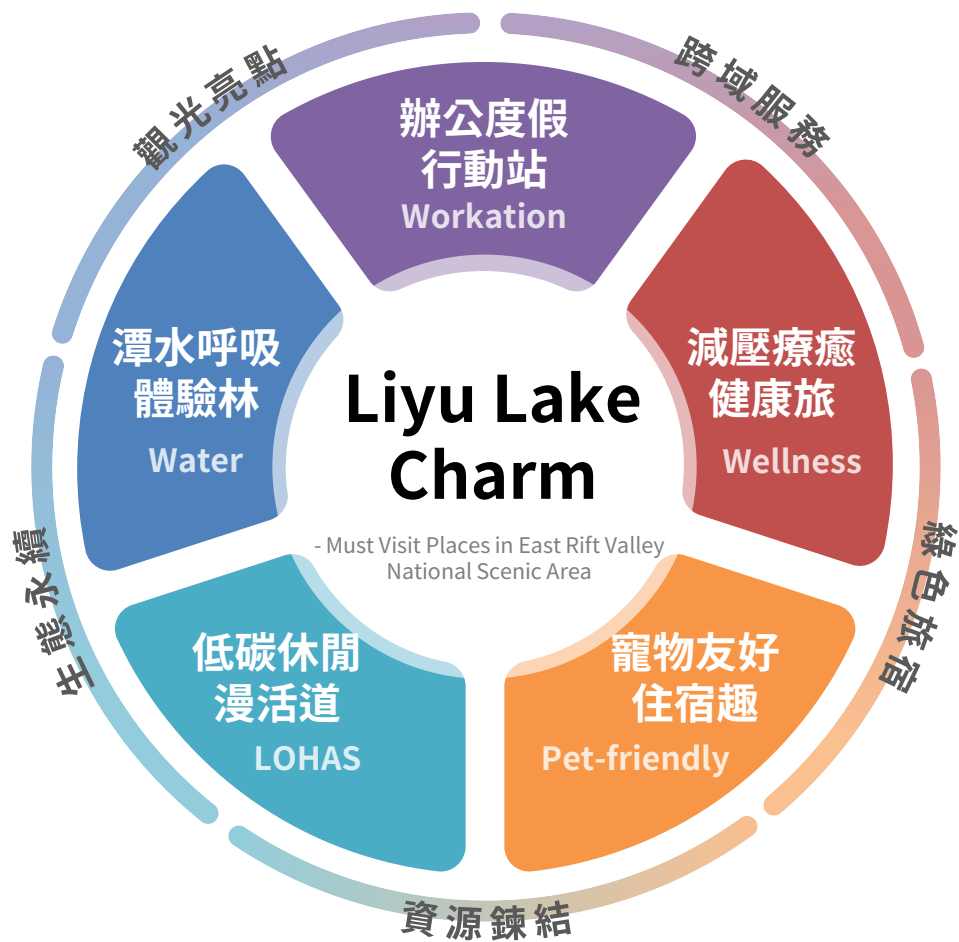 觀光亮點
跨域服務
辦公度假
行動站
Workation
潭水呼吸
體驗林
Water
減壓療癒
健康旅
Wellness
Liyu Lake
Charm
- Must Visit Places in East Rift Valley
National Scenic Area
生態永續
綠色旅宿
低碳休閒
漫活道
LOHAS
寵物友好
住宿趣
Pet-friendly
資源鍊結